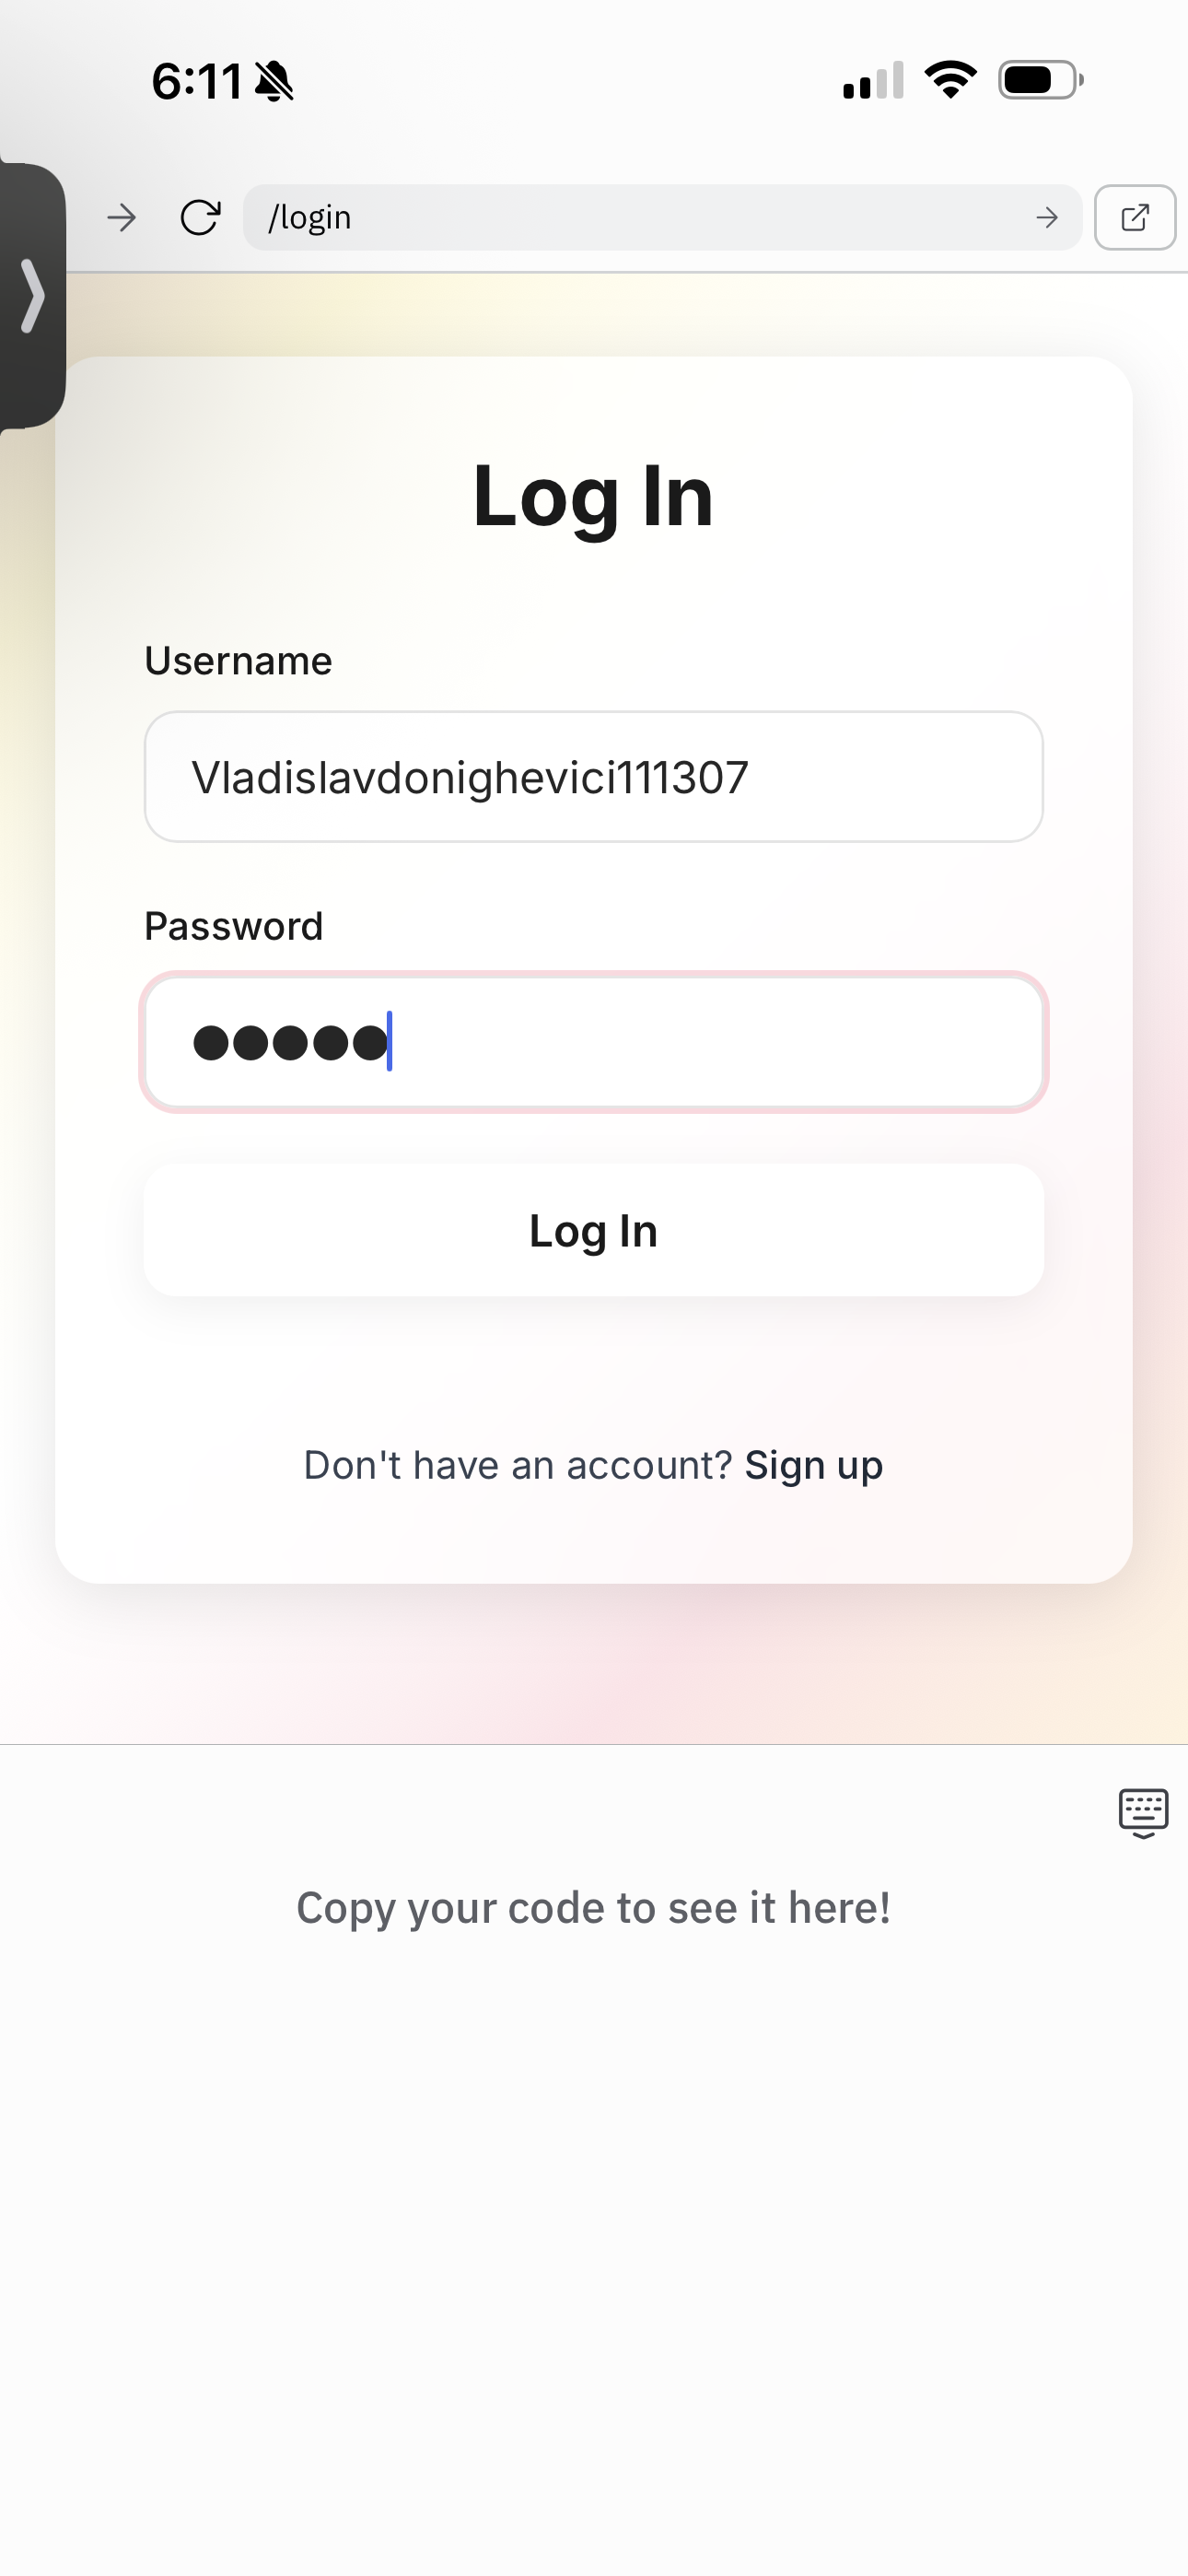 6:11
/login
Log In
Username
Vladislavdonighevici111307
Password
Log In
Don't have an account? Sign up
Copy your code to see it here!